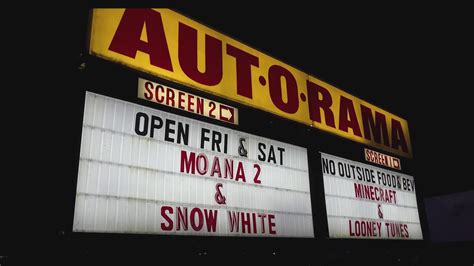 AUT·O·RAMA
SCREEN 2
OPEN FRI & SAT
MOANA 2
&
SNOW WHITE
SCREEN 1
NO OUTSIDE FOOD & BEV
MINECRAFT
&
LOONEY TUNES